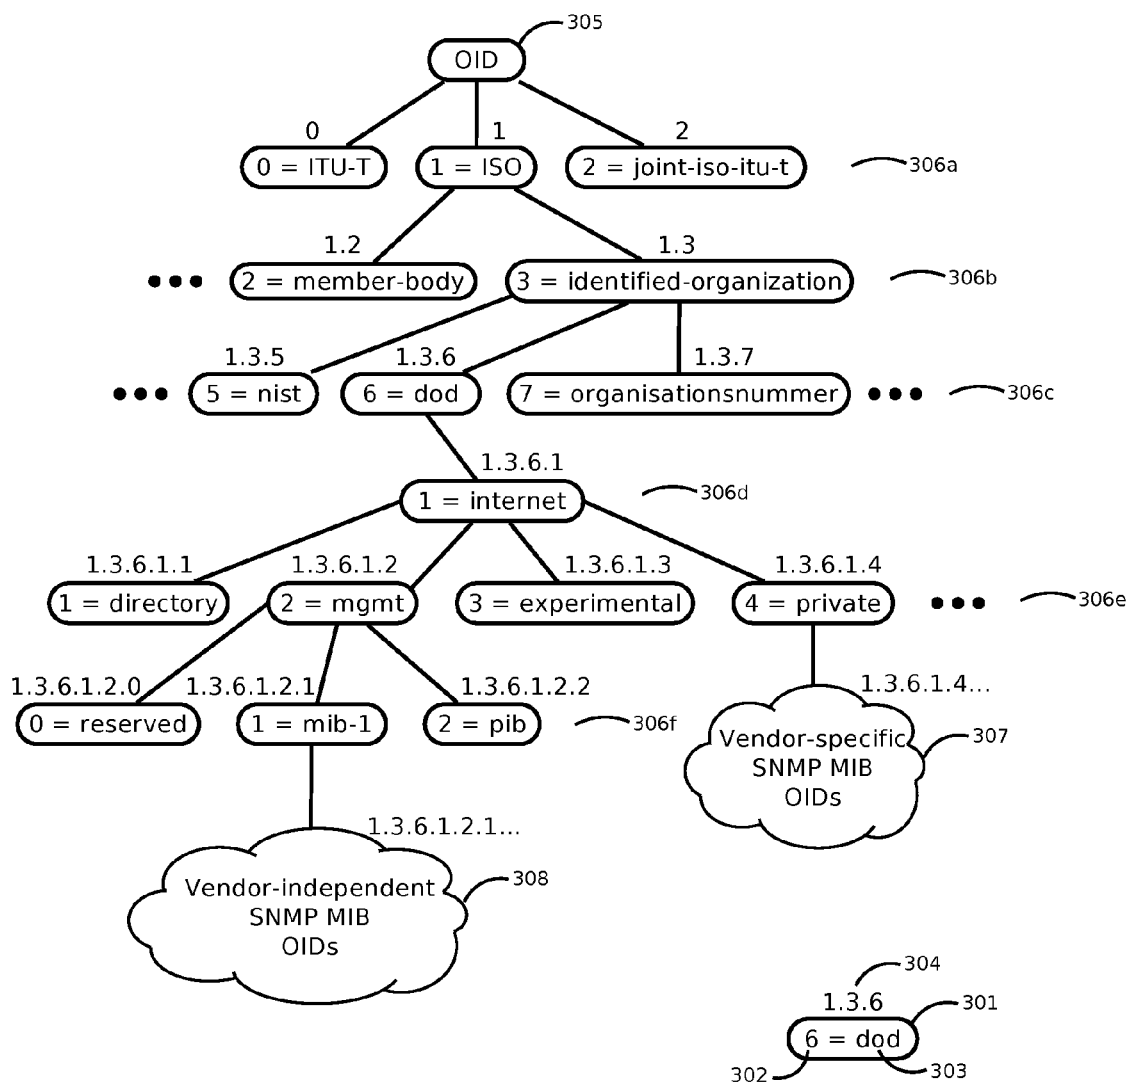 305
OID
0
1
2
0 = ITU-T
1 = ISO
2 = joint-iso-itu-t
306a
1.2
1.3
2 = member-body
3 = identified-organization
306b
1.3.5
1.3.6
1.3.7
5 = nist
6 = dod
7 = organisationsnummer
306c
1.3.6.1
1 = internet
306d
1.3.6.1.1
1.3.6.1.2
1.3.6.1.3
1.3.6.1.4
1 = directory
2 = mgmt
3 = experimental
4 = private
306e
1.3.6.1.2.0
1.3.6.1.2.1
1.3.6.1.2.2
1.3.6.1.4...
0 = reserved
1 = mib-1
2 = pib
306f
Vendor-specific
SNMP MIB
OIDs
307
1.3.6.1.2.1...
Vendor-independent
SNMP MIB
OIDs
308
304
1.3.6
301
6 = dod
302
303